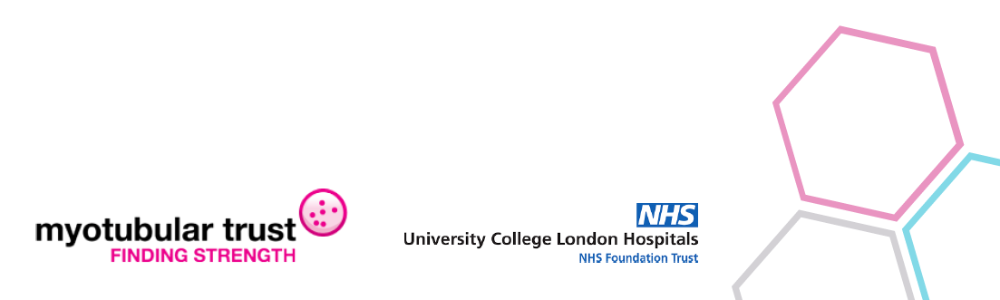 myotubular trust
FINDING STRENGTH
NHS
University College London Hospitals
NHS Foundation Trust